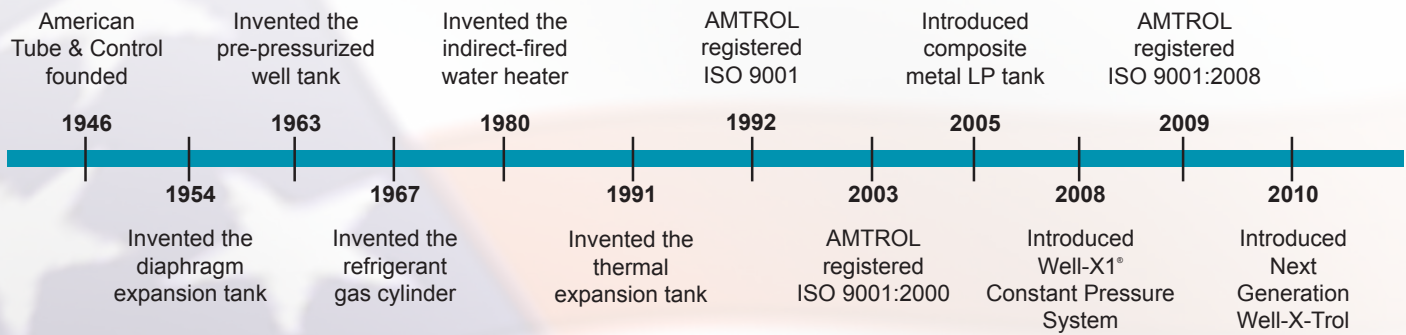 American
Tube & Control
founded
1946
1954
Invented the
diaphragm
expansion tank
Invented the
pre-pressurized
well tank
1963
1967
Invented the
refrigerant
gas cylinder
Invented the
indirect-fired
water heater
1980
1991
Invented the
thermal
expansion tank
AMTROL
registered
ISO 9001
1992
2003
AMTROL
registered
ISO 9001:2000
Introduced
composite
metal LP tank
2005
2008
Introduced
Well-X1®
Constant Pressure
System
AMTROL
registered
ISO 9001:2008
2009
2010
Introduced
Next
Generation
Well-X-Trol